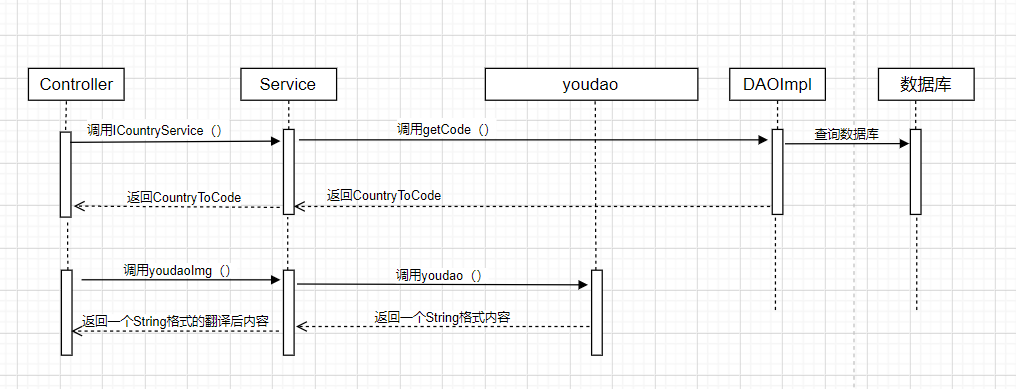 Controller
Service
youdao
DAOImpl
数据库
调用ICountryService（）
调用getCode（）
查询数据库
返回CountryToCode
返回CountryToCode
调用youdaoImg（）
调用youdao（）
返回一个String格式的翻译后内容
返回一个String格式内容